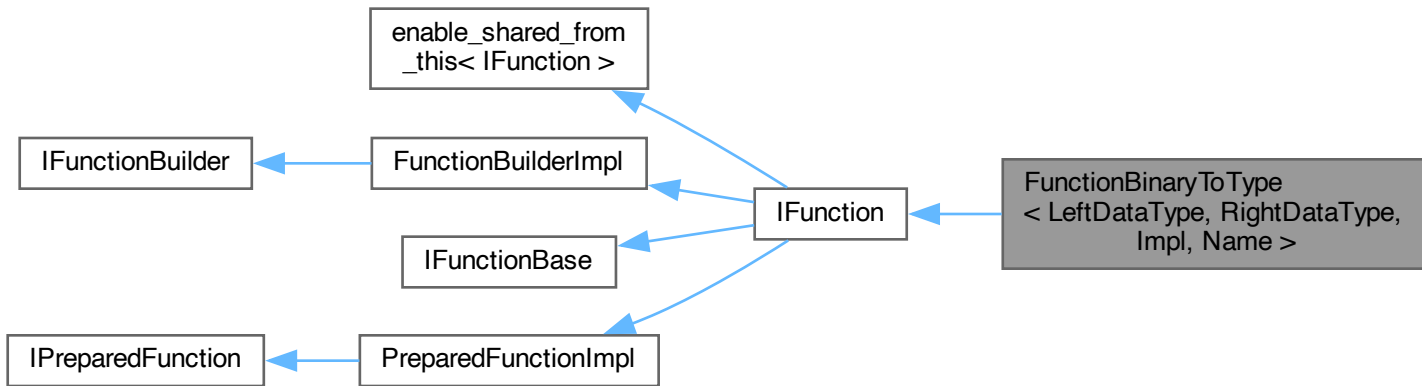 enable_shared_from
_this< IFunction >
IFunctionBuilder
FunctionBuilderImpl
IFunction
FunctionBinaryToType
< LeftDataType, RightDataType,
Impl, Name >
IFunctionBase
IPreparedFunction
PreparedFunctionImpl